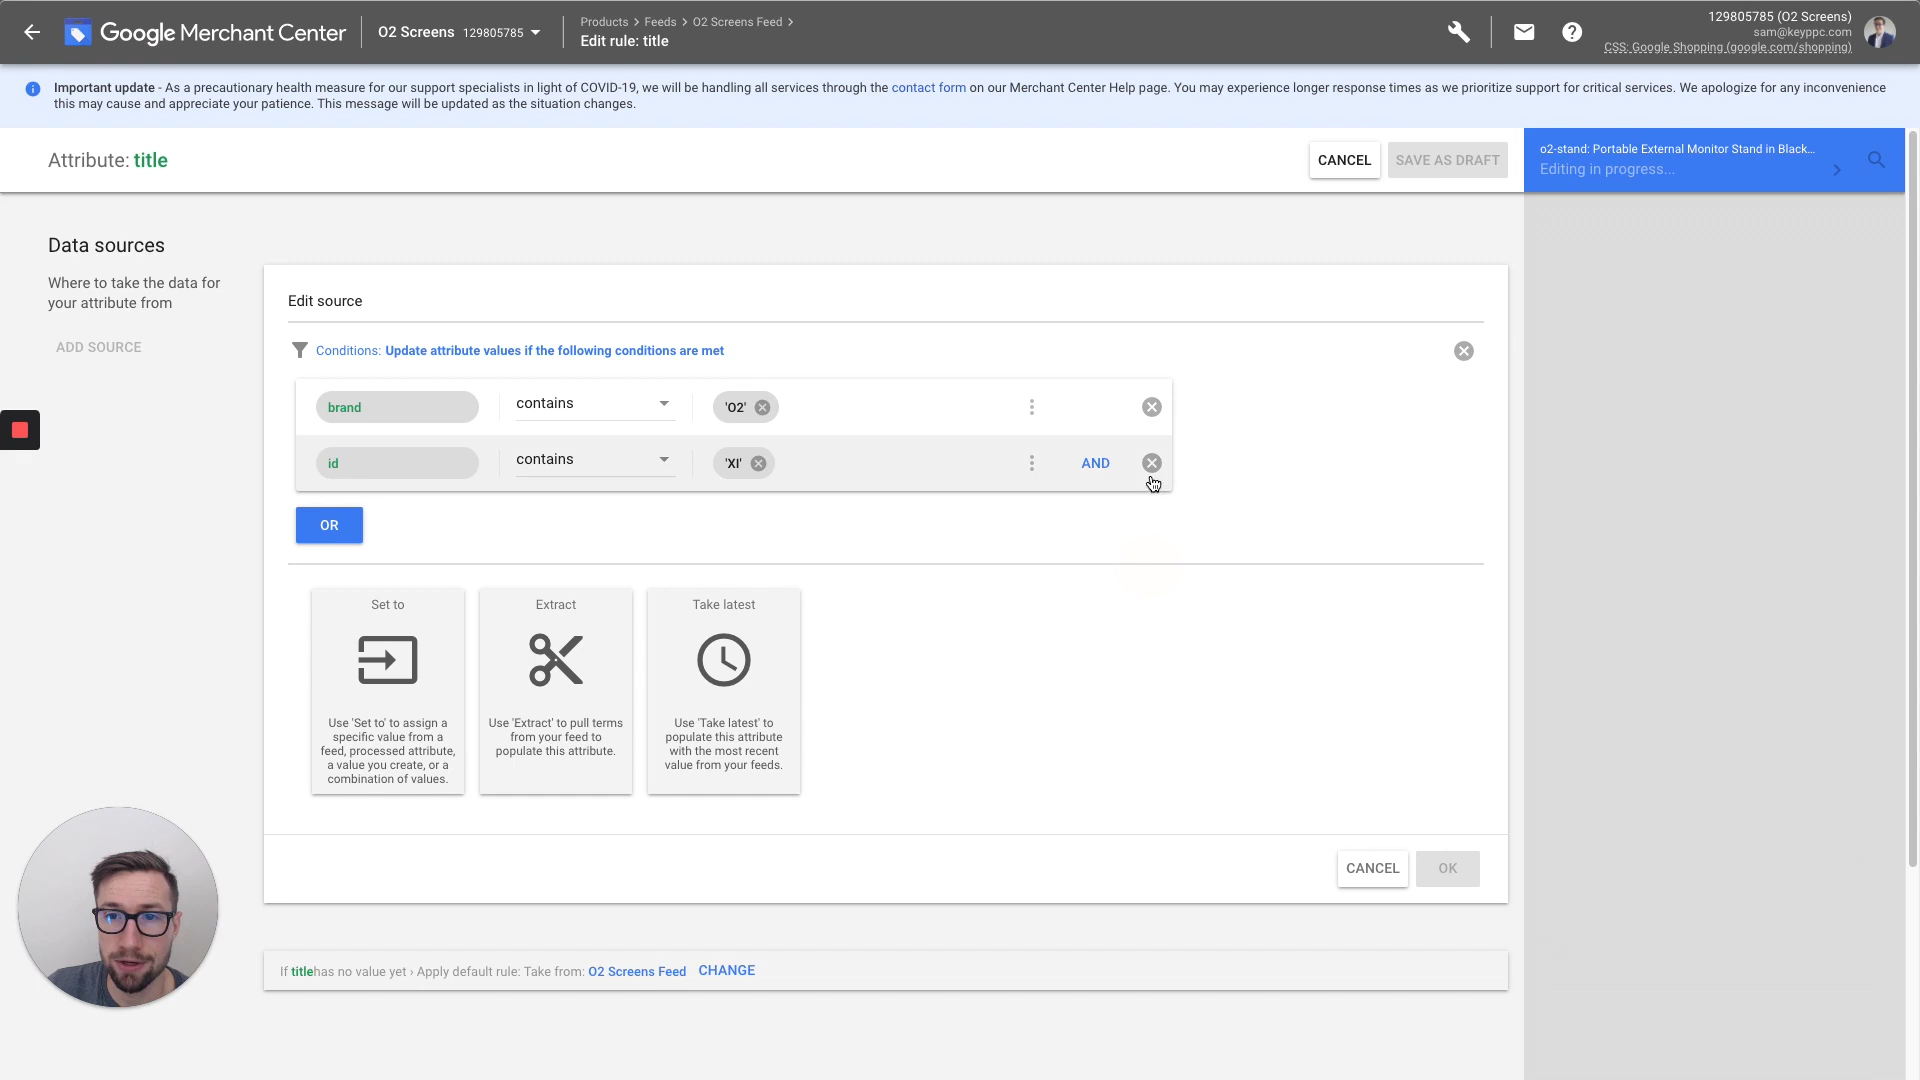 Google Merchant Center
O2 Screens 129805785
Products > Feeds > O2 Screens Feed >
Edit rule: title
129805785 (O2 Screens)
sam@keyppc.com
CSS: Google Shopping (google.com/shopping)
Important update - As a precautionary health measure for our support specialists in light of COVID-19, we will be handling all services through the contact form on our Merchant Center Help page. You may experience longer response times as we prioritize support for critical services. We apologize for any inconvenience
this may cause and appreciate your patience. This message will be updated as the situation changes.
Attribute: title
CANCEL
SAVE AS DRAFT
o2-stand: Portable External Monitor Stand in Black...
Editing in progress...
Data sources
Where to take the data for
your attribute from
ADD SOURCE
Edit source
Conditions: Update attribute values if the following conditions are met
brand contains 'O2'
id contains 'XI' AND
OR
Set to
Use 'Set to' to assign a
specific value from a
feed, processed attribute,
a value you create, or a
combination of values.
Extract
Use 'Extract' to pull terms
from your feed to
populate this attribute.
Take latest
Use 'Take latest' to
populate this attribute
with the most recent
value from your feeds.
CANCEL
OK
If titlehas no value yet › Apply default rule: Take from: O2 Screens Feed CHANGE